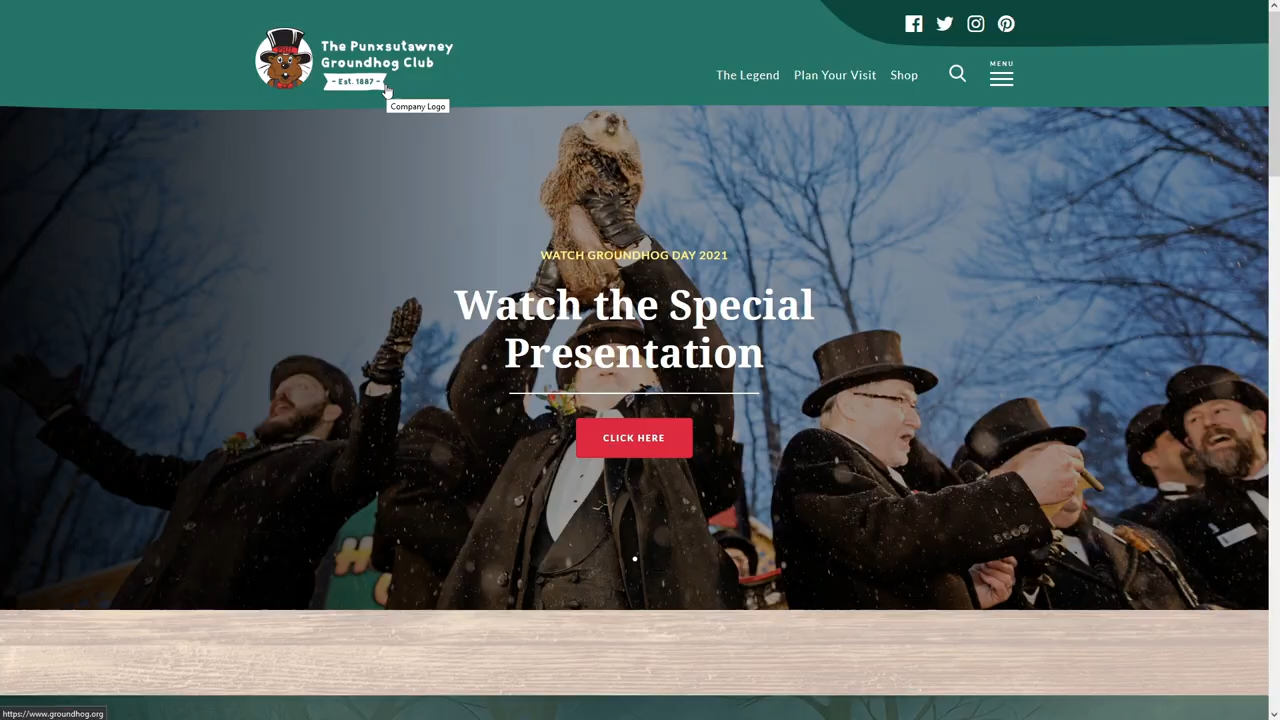 The Punxsutawney
Groundhog Club
- Est. 1887 -
Company Logo
The Legend
Plan Your Visit
Shop
MENU
WATCH GROUNDHOG DAY 2021
Watch the Special
Presentation
CLICK HERE
https://www.groundhog.org